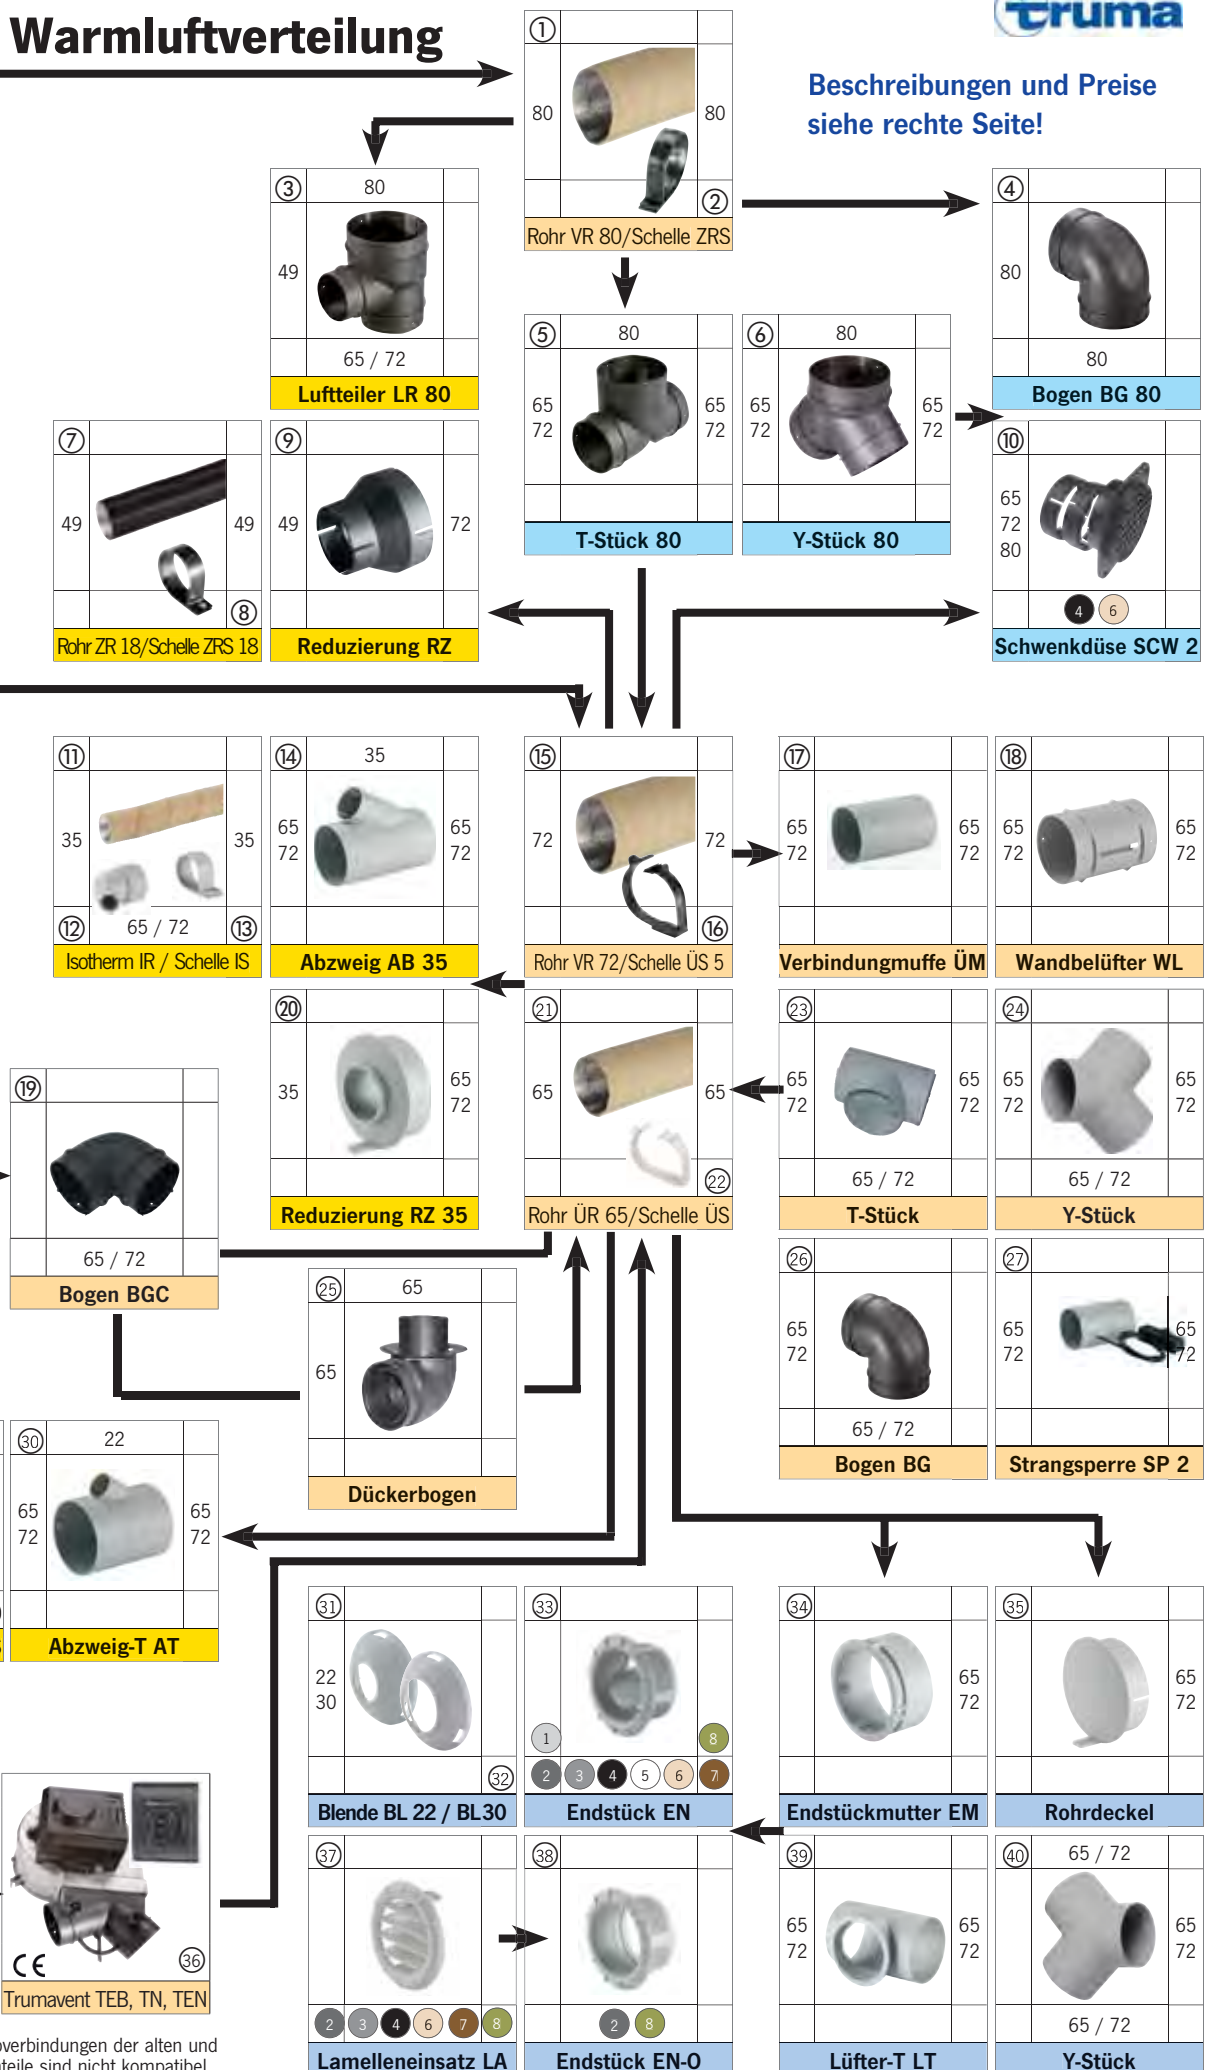 Warmluftverteilung
truma
Beschreibungen und Preise
siehe rechte Seite!
①
80
80
②
Rohr VR 80/Schelle ZRS
③
80
49
65 / 72
Luftteiler LR 80
④
80
80
Bogen BG 80
⑤
80
65
72
65
72
T-Stück 80
⑥
80
65
72
65
72
Y-Stück 80
⑦
49
49
⑧
Rohr ZR 18/Schelle ZRS 18
⑨
49
72
Reduzierung RZ
⑩
65
72
80
4 6
Schwenkdüse SCW 2
⑪
35
35
⑫ 65 / 72 ⑬
Isotherm IR / Schelle IS
⑭
35
65
72
65
72
Abzweig AB 35
⑮
72
72
⑯
Rohr VR 72/Schelle ÜS 5
⑰
65
72
65
72
Verbindungmuffe ÜM
⑱
65
72
65
72
Wandbelüfter WL
⑲
65 / 72
Bogen BGC
⑳
35
65
72
Reduzierung RZ 35
㉑
65
65
㉒
Rohr ÜR 65/Schelle ÜS
㉓
65
72
65
72
65 / 72
T-Stück
㉔
65
72
65
72
65 / 72
Y-Stück
㉕
65
65
Dückerbogen
㉖
65
72
65 / 72
Bogen BG
㉗
65
72
65
72
Strangsperre SP 2
㉚
22
65
72
65
72
Abzweig-T AT
㉛
22
30
㉜
Blende BL 22 / BL30
㉝
1 8
2 3 4 5 6 7
Endstück EN
㉞
65
72
Endstückmutter EM
㉟
65
72
Rohrdeckel
CE
㊱
Trumavent TEB, TN, TEN
㊲
2 3 4 6 7 8
Lamelleneinsatz LA
㊳
2 8
Endstück EN-O
㊴
65
72
65
72
Lüfter-T LT
㊵
65 / 72
65
72
65 / 72
Y-Stück
verbindungen der alten und
teile sind nicht kompatibel